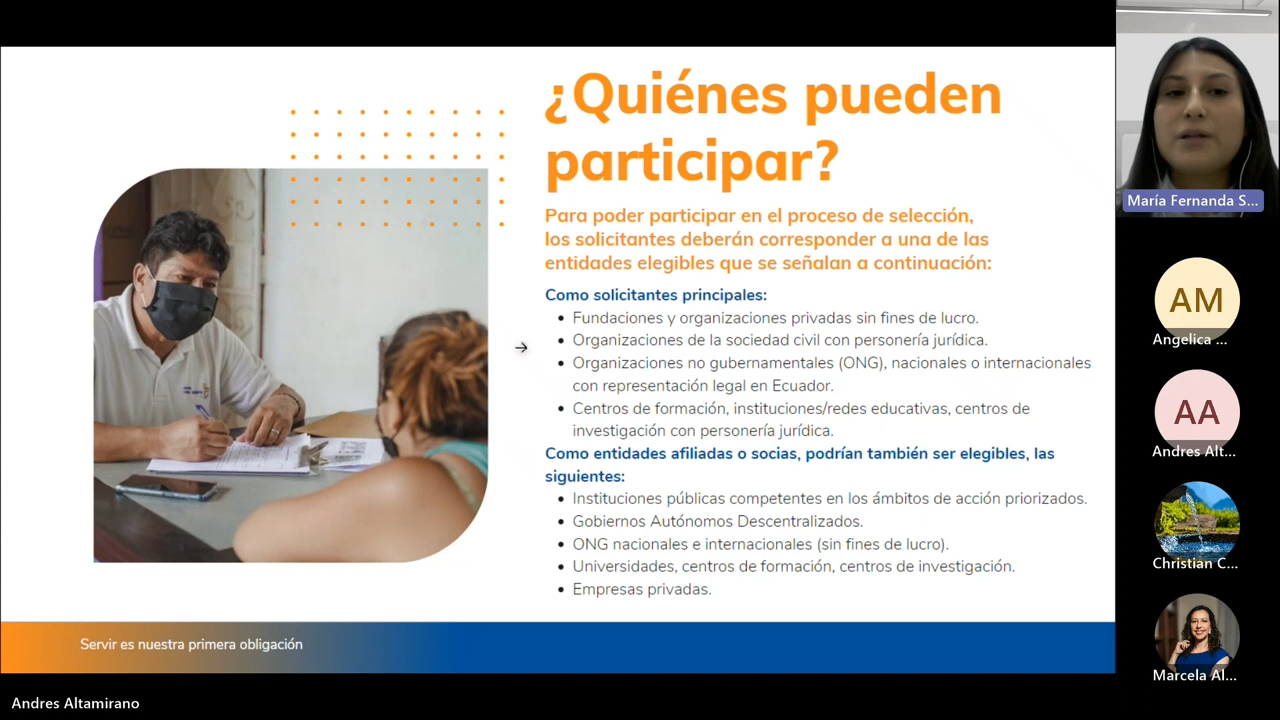 ¿Quiénes pueden
participar?
Para poder participar en el proceso de selección,
los solicitantes deberán corresponder a una de las
entidades elegibles que se señalan a continuación:
Como solicitantes principales:
• Fundaciones y organizaciones privadas sin fines de lucro.
• Organizaciones de la sociedad civil con personería jurídica.
• Organizaciones no gubernamentales (ONG), nacionales o internacionales
con representación legal en Ecuador.
• Centros de formación, instituciones/redes educativas, centros de
investigación con personería jurídica.
Como entidades afiliadas o socias, podrían también ser elegibles, las
siguientes:
• Instituciones públicas competentes en los ámbitos de acción priorizados.
• Gobiernos Autónomos Descentralizados.
• ONG nacionales e internacionales (sin fines de lucro).
• Universidades, centros de formación, centros de investigación.
• Empresas privadas.
Servir es nuestra primera obligación
Andres Altamirano
María Fernanda S...
AM
Angelica ...
AA
Andres Alt...
Christian C...
Marcela Al...